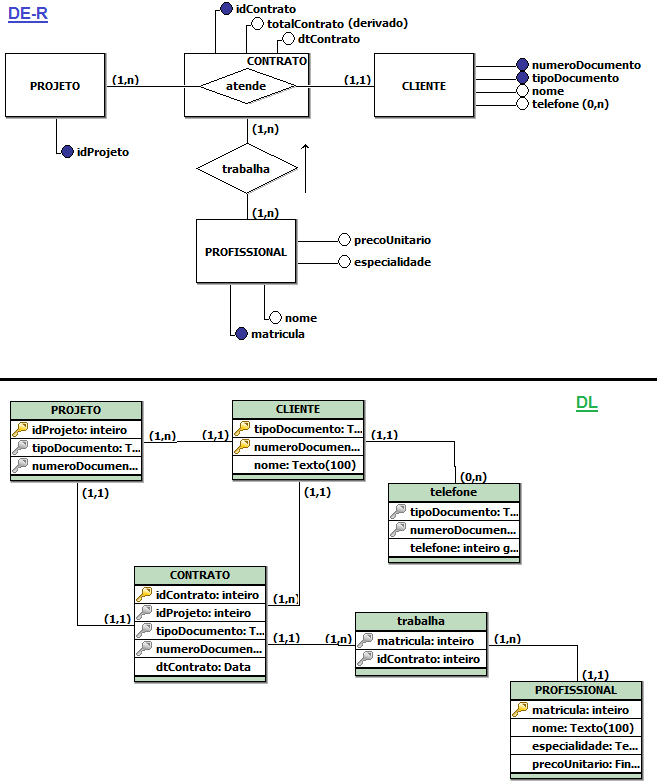 DE-R
idContrato
totalContrato (derivado)
dtContrato
CONTRATO
PROJETO
(1,n)
atende
(1,1)
CLIENTE
numeroDocumento
tipoDocumento
nome
telefone (0,n)
idProjeto
(1,n)
trabalha
(1,n)
PROFISSIONAL
precoUnitario
especialidade
nome
matricula
DL
PROJETO
idProjeto: inteiro
tipoDocumento: T...
numeroDocumen...
(1,n)
(1,1)
CLIENTE
tipoDocumento: T...
numeroDocumen...
nome: Texto(100)
(1,1)
(0,n)
telefone
tipoDocumento: T...
numeroDocumen...
telefone: inteiro g...
(1,1)
(1,1)
(1,1)
(1,n)
CONTRATO
idContrato: inteiro
idProjeto: inteiro
tipoDocumento: T...
numeroDocumen...
dtContrato: Data
(1,1)
(1,n)
trabalha
matricula: inteiro
idContrato: inteiro
(1,n)
(1,1)
PROFISSIONAL
matricula: inteiro
nome: Texto(100)
especialidade: Te...
precoUnitario: Fin...